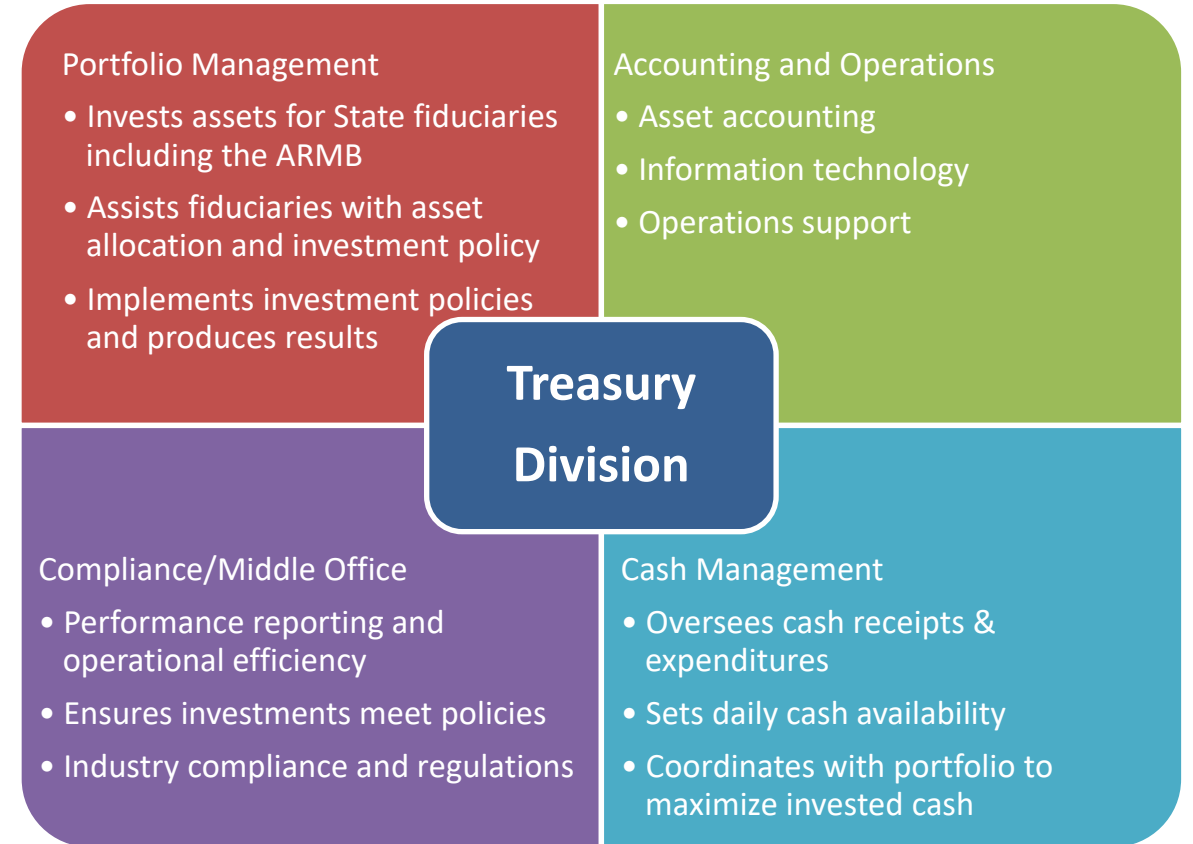 Portfolio Management
• Invests assets for State fiduciaries
including the ARMB
• Assists fiduciaries with asset
allocation and investment policy
• Implements investment policies
and produces results
Accounting and Operations
• Asset accounting
• Information technology
• Operations support
Treasury
Division
Compliance/Middle Office
• Performance reporting and
operational efficiency
• Ensures investments meet policies
• Industry compliance and regulations
Cash Management
• Oversees cash receipts &
expenditures
• Sets daily cash availability
• Coordinates with portfolio to
maximize invested cash